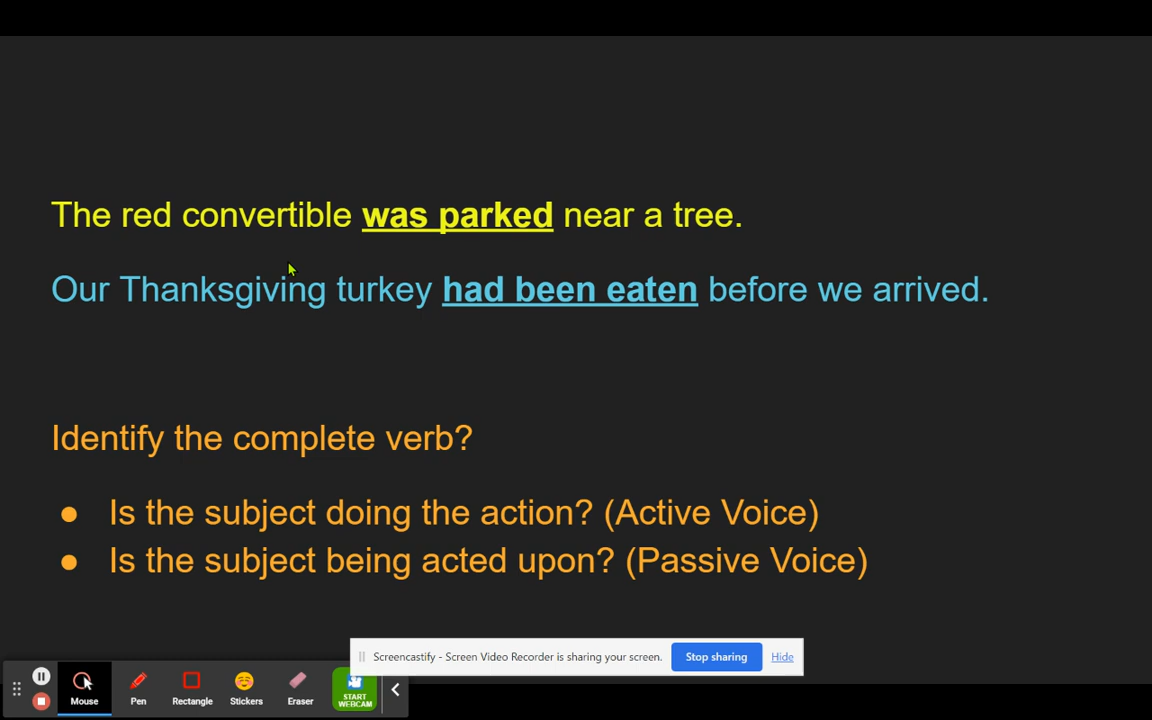 The red convertible was parked near a tree.
Our Thanksgiving turkey had been eaten before we arrived.
Identify the complete verb?
● Is the subject doing the action? (Active Voice)
● Is the subject being acted upon? (Passive Voice)
Screencastify - Screen Video Recorder is sharing your screen. Stop sharing Hide
Mouse Pen Rectangle Stickers Eraser START WEBCAM